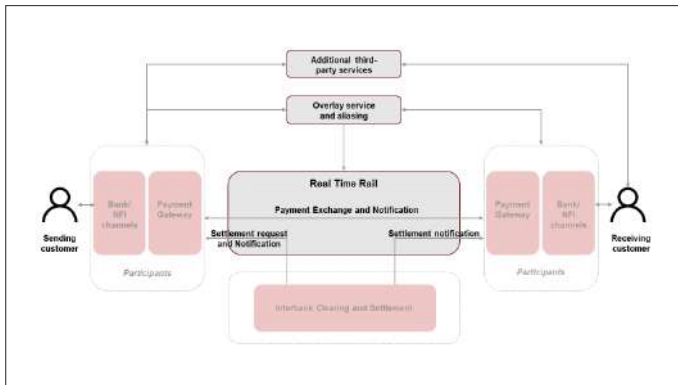 Additional third-
party services
Overlay service
and aliasing
Real Time Rail
Bank/
NFI
channels
Payment
Gateway
Payment Exchange and Notification
Payment
Gateway
Bank/
NFI
channels
Sending
customer
Settlement request
and Notification
Settlement notification
Receiving
customer
Participants
Participants
Interbank Clearing and Settlement